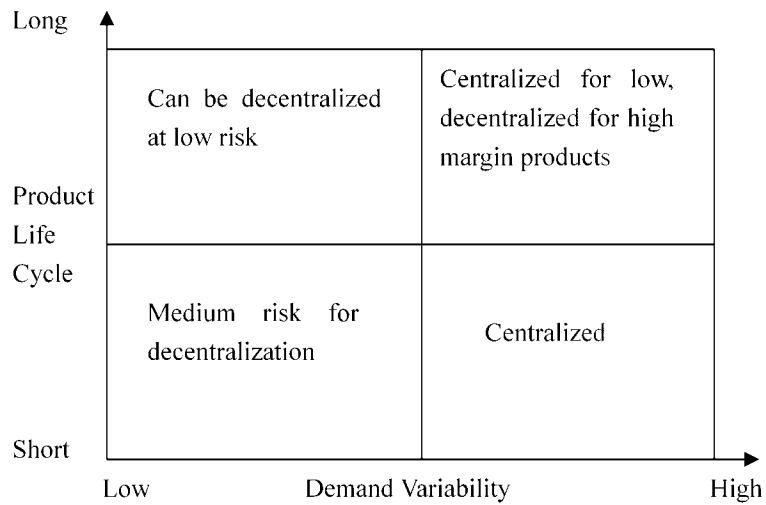 Long
Can be decentralized
at low risk
Centralized for low,
decentralized for high
margin products
Product
Life
Cycle
Medium risk for
decentralization
Centralized
Short
Low Demand Variability High